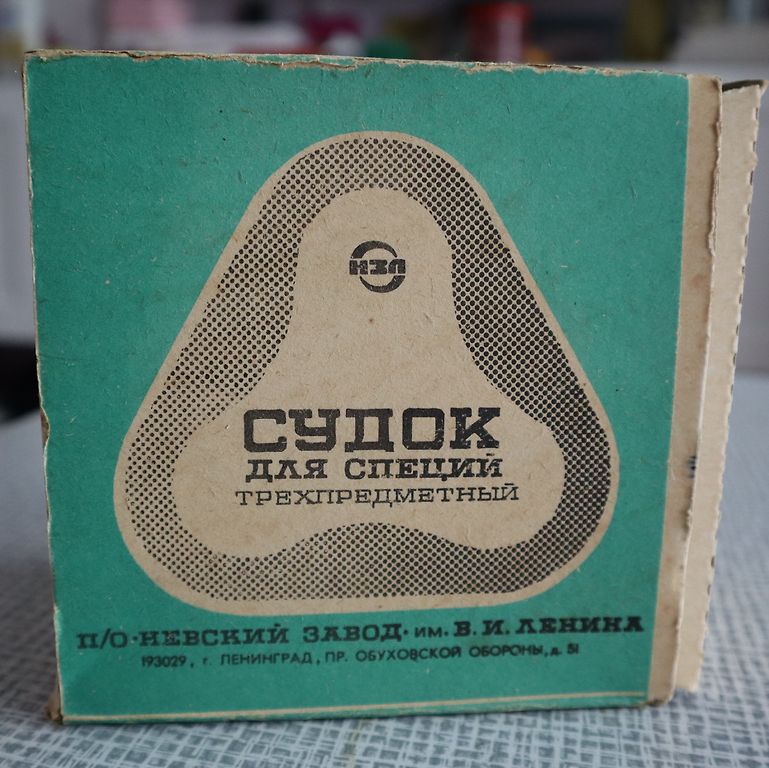 НЗЛ
СУДОК
ДЛЯ СПЕЦИЙ
ТРЕХПРЕДМЕТНЫЙ
П/О·НЕВСКИЙ ЗАВОД· ИМ. В.И. ЛЕНИНА
193029, г. ЛЕНИНГРАД, ПР. ОБУХОВСКОЙ ОБОРОНЫ, д. 51